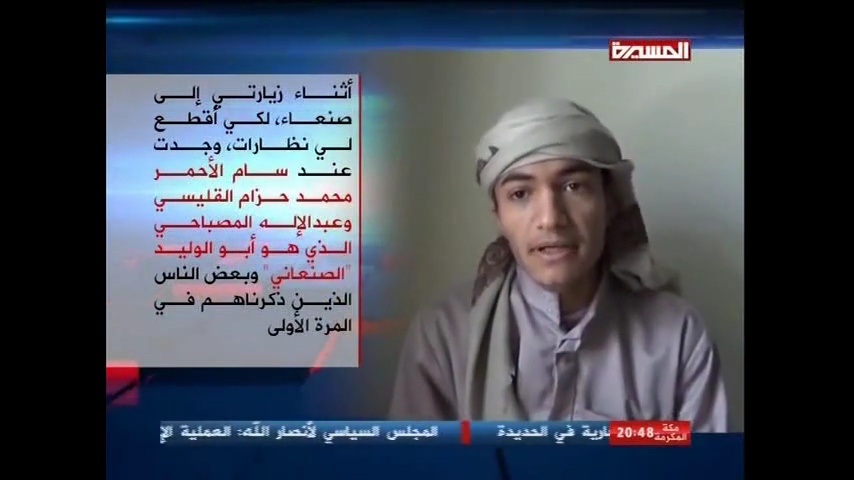 المسيرة
أثناء زيارتي إلى
صنعاء، لكي أقطع
لي نظارات، وجدت
عند سام الأحمر
محمد حزام القليسي
وعبدالإله المصباحي
الذي هو أبو الوليد
الصنعاني" وبعض الناس"
الذين ذكرناهم في
المرة الأولى
مكة
المكرمة 20:48
في الحديدة
المجلس السياسي لأنصار الله: العملية